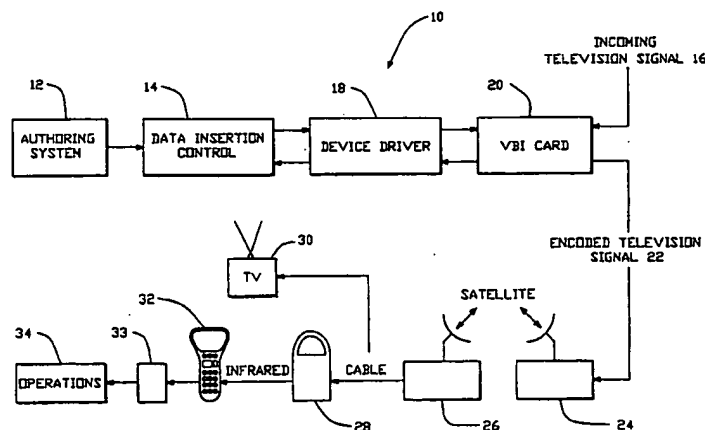 10
INCOMING
TELEVISION SIGNAL 16
12
14
18
20
AUTHORING
SYSTEM
DATA INSERTION
CONTROL
DEVICE DRIVER
VBI CARD
ENCODED TELEVISION
SIGNAL 22
30
TV
SATELLITE
32
34
33
OPERATIONS
INFRARED
CABLE
28
26
24